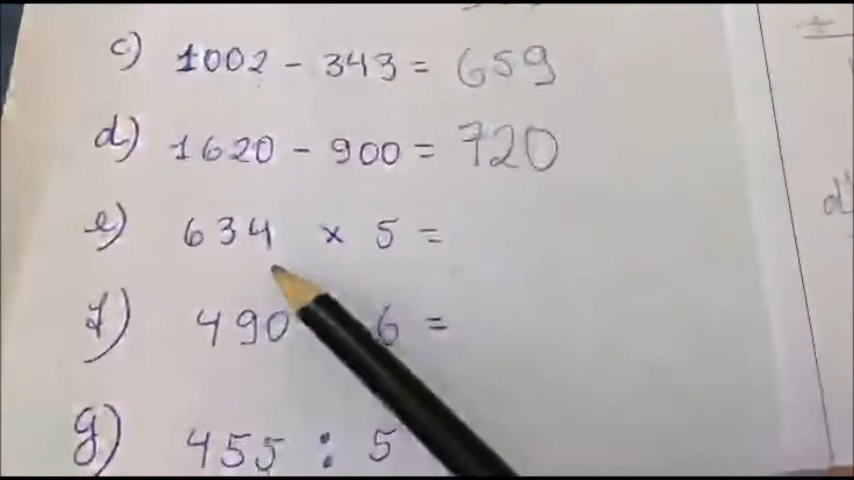 c) 1002 - 343 = 659
d) 1620 - 900 = 720
e) 634 x 5 =
f) 490 6 =
g) 455 : 5
d)